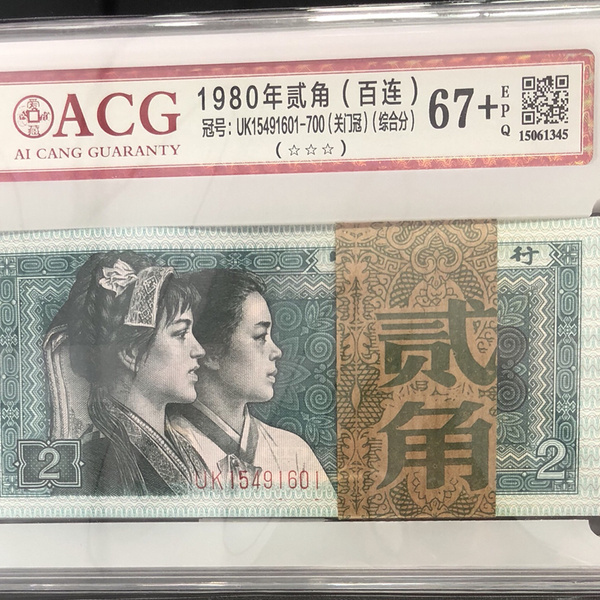 ACG
AI CANG GUARANTY
1980年贰角(百连)
冠号:UK15491601-700(关门冠)(综合分)
(☆☆☆)
67+
EPQ
15061345
行
贰角
2
UK15491601
2